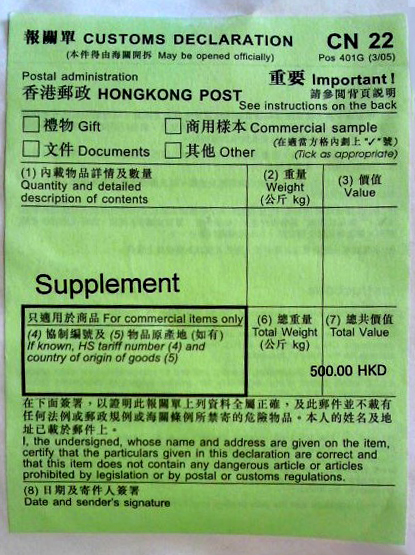 報關單 CUSTOMS DECLARATION CN 22
(本件得由海關開拆 May be opened officially) Pos 401G (3/05)
Postal administration 重要 Important!
香港郵政 HONGKONG POST 請參閱背頁說明
See instructions on the back
禮物 Gift 商用樣本 Commercial sample
(在適當方格內劃上 "✓" 號)
文件 Documents 其他 Other (Tick as appropriate)
(1) 內載物品詳情及數量 (2) 重量 (3) 價值
Quantity and detailed Weight Value
description of contents (公斤 kg)
Supplement
只適用於商品 For commercial items only (6) 總重量 (7) 總共價值
(4) 協制編號及 (5) 物品原產地 (如有) Total Weight Total Value
If known, HS tariff number (4) and (公斤 kg)
country of origin of goods (5)
500.00 HKD
在下面簽署，以證明此報關單上列資料全屬正確，及此郵件並不載有
任何法例或郵政規例或海關條例所禁寄的危險物品。本人的姓名及地
址已載於郵件上。
I, the undersigned, whose name and address are given on the item,
certify that the particulars given in this declaration are correct and
that this item does not contain any dangerous article or articles
prohibited by legislation or by postal or customs regulations.
(8) 日期及寄件人簽署
Date and sender's signature